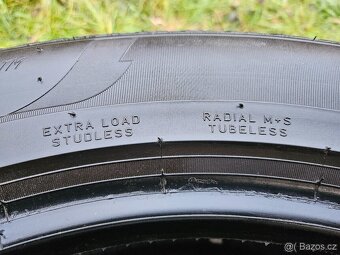 EXTRA LOAD
STUDLESS
RADIAL M+S
TUBELESS
Bazos.cz